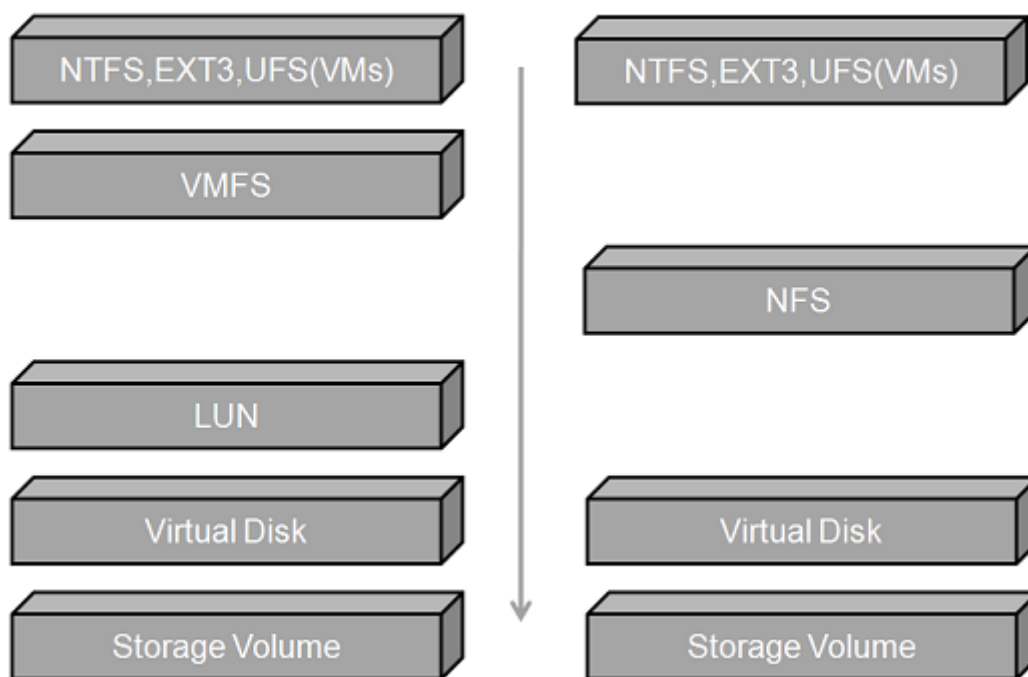 NTFS,EXT3,UFS(VMs)
VMFS
LUN
Virtual Disk
Storage Volume
NTFS,EXT3,UFS(VMs)
NFS
Virtual Disk
Storage Volume